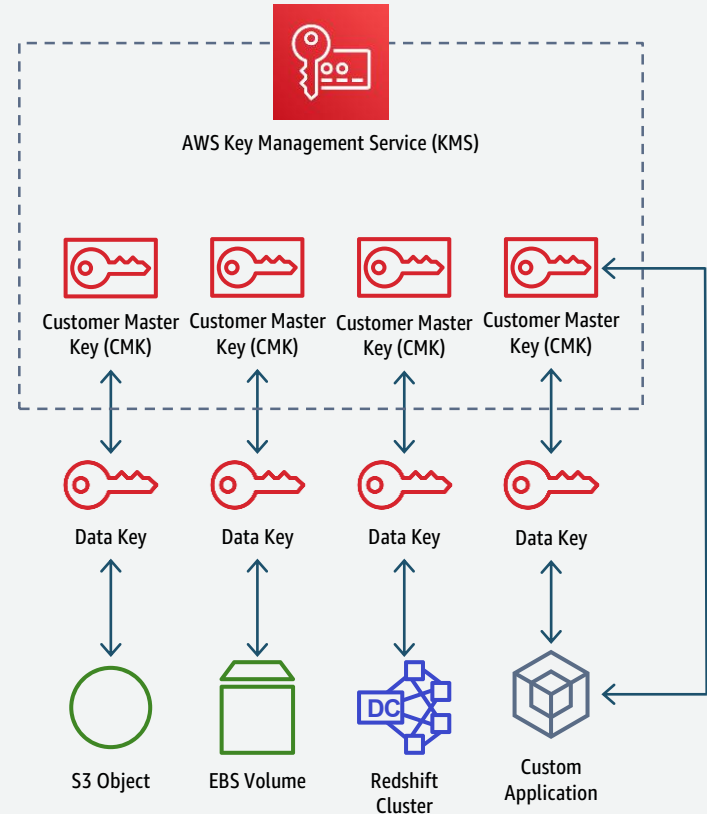 AWS Key Management Service (KMS)
Customer Master
Key (CMK)
Customer Master
Key (CMK)
Customer Master
Key (CMK)
Customer Master
Key (CMK)
Data Key
Data Key
Data Key
Data Key
DC
S3 Object
EBS Volume
Redshift
Cluster
Custom
Application